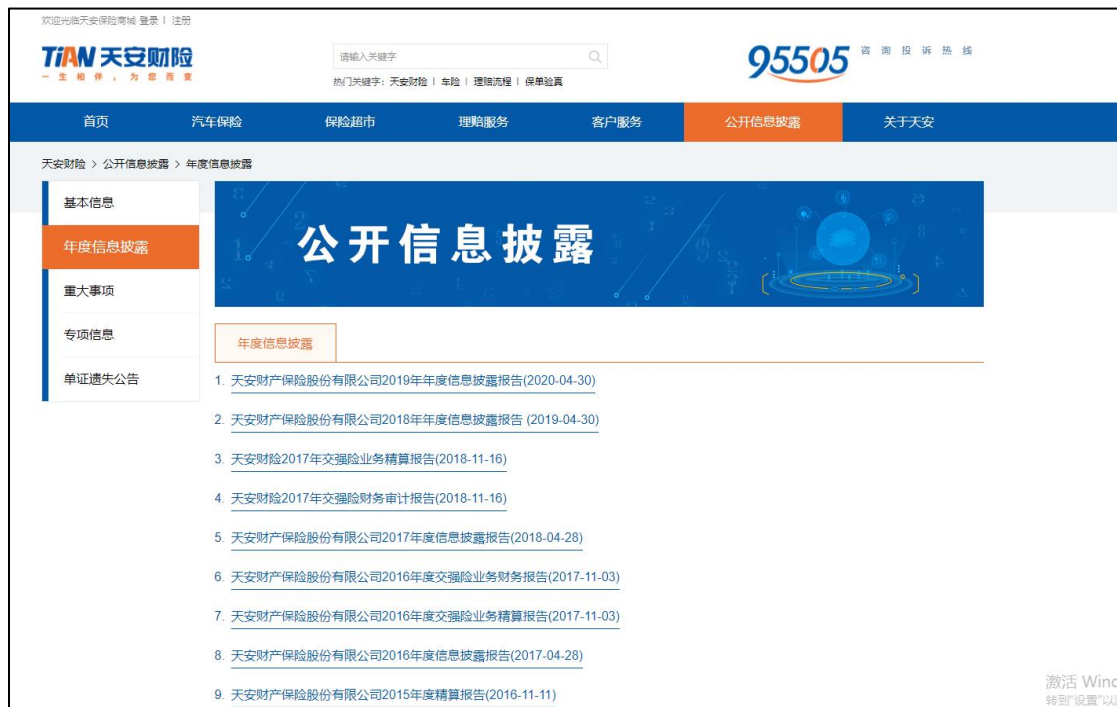 欢迎光临天安保险商城 登录 | 注册
TiAN 天安财险
一生相伴，为您而变
请输入关键字
热门关键字：天安财险 | 车险 | 理赔流程 | 保单验真
95505 咨询投诉热线
首页 汽车保险 保险超市 理赔服务 客户服务 公开信息披露 关于天安
天安财险 > 公开信息披露 > 年度信息披露
基本信息
年度信息披露
重大事项
专项信息
单证遗失公告
公开信息披露
年度信息披露
1. 天安财产保险股份有限公司2019年年度信息披露报告(2020-04-30)
2. 天安财产保险股份有限公司2018年年度信息披露报告 (2019-04-30)
3. 天安财险2017年交强险业务精算报告(2018-11-16)
4. 天安财险2017年交强险财务审计报告(2018-11-16)
5. 天安财产保险股份有限公司2017年度信息披露报告(2018-04-28)
6. 天安财产保险股份有限公司2016年度交强险业务财务报告(2017-11-03)
7. 天安财产保险股份有限公司2016年度交强险业务精算报告(2017-11-03)
8. 天安财产保险股份有限公司2016年度信息披露报告(2017-04-28)
9. 天安财产保险股份有限公司2015年度精算报告(2016-11-11)
激活 Wind
转到"设置"以